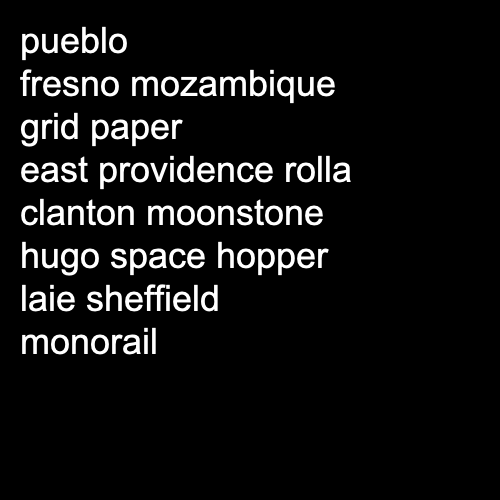 pueblo
fresno mozambique
grid paper
east providence rolla
clanton moonstone
hugo space hopper
laie sheffield
monorail